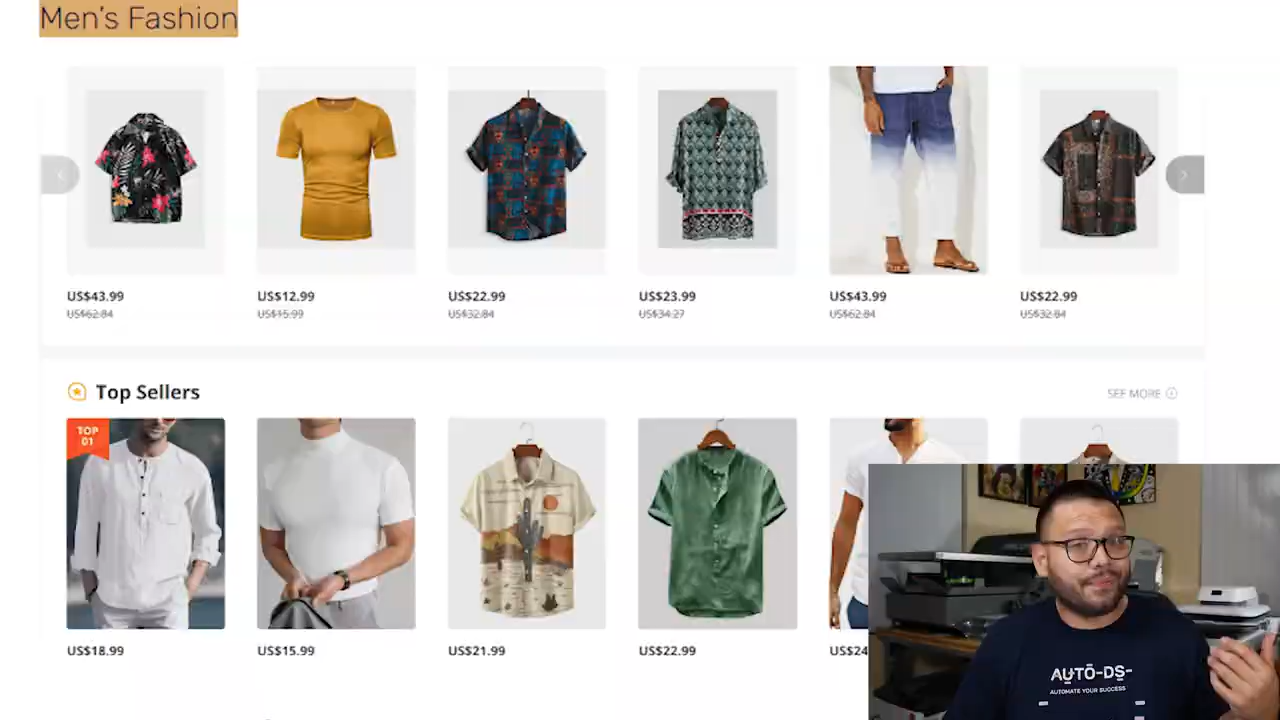 Men's Fashion
US$43.99
US$12.99
US$22.99
US$23.99
US$43.99
US$22.99
US$62.84
US$15.99
US$32.84
US$34.27
US$62.84
US$32.84
Top Sellers
SEE MORE
TOP
01
US$18.99
US$15.99
US$21.99
US$22.99
US$24
AUTO-DS-
AUTOMATE YOUR SUCCESS